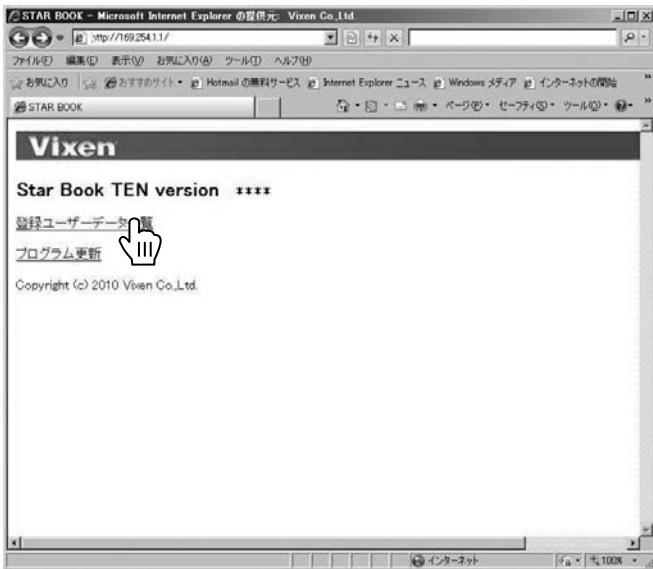 STAR BOOK - Microsoft Internet Explorer の提供元: Vixen Co.,Ltd.
http://169.254.1.1/
ファイル(F) 編集(E) 表示(V) お気に入り(A) ツール(T) ヘルプ(H)
お気に入り おすすめサイト Hotmail の無料サービス Internet Explorer ニュース Windows メディア インターネットの開始
STAR BOOK ページ(P) セーフティ(S) ツール(O)
Vixen
Star Book TEN version ****
登録ユーザーデータ一覧
プログラム更新
Copyright (c) 2010 Vixen Co.,Ltd.
インターネット 100%